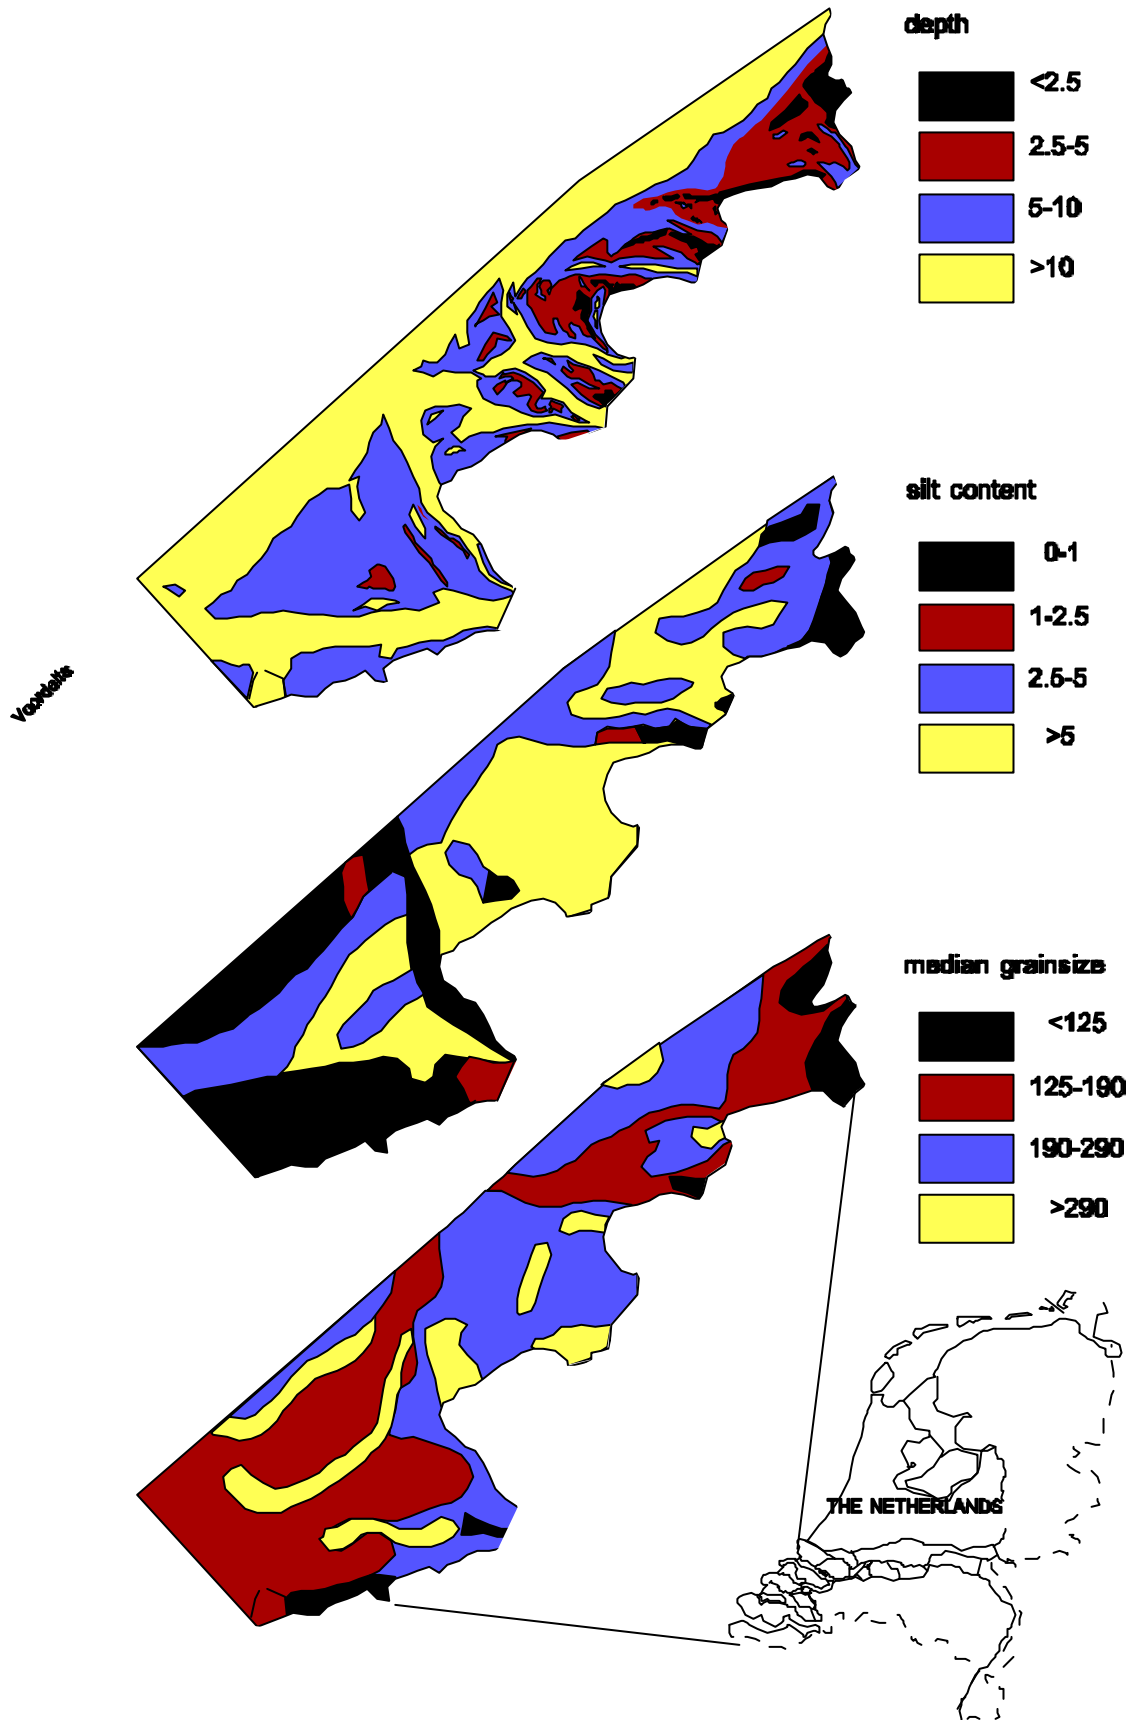 depth
<2.5
2.5-5
5-10
>10
silt content
0-1
1-2.5
2.5-5
>5
Voordelta
median grainsize
<125
125-190
190-290
>290
THE NETHERLANDS